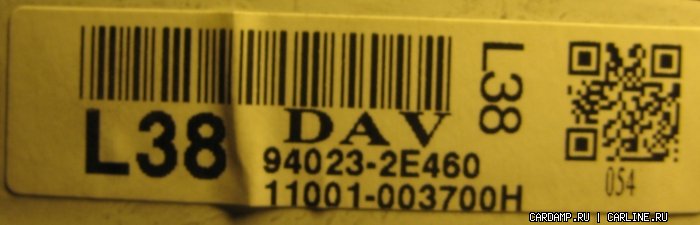 L38
DAV
L38
94023-2E460
11001-003700H
054
CARDAMP.RU | CARLINE.RU